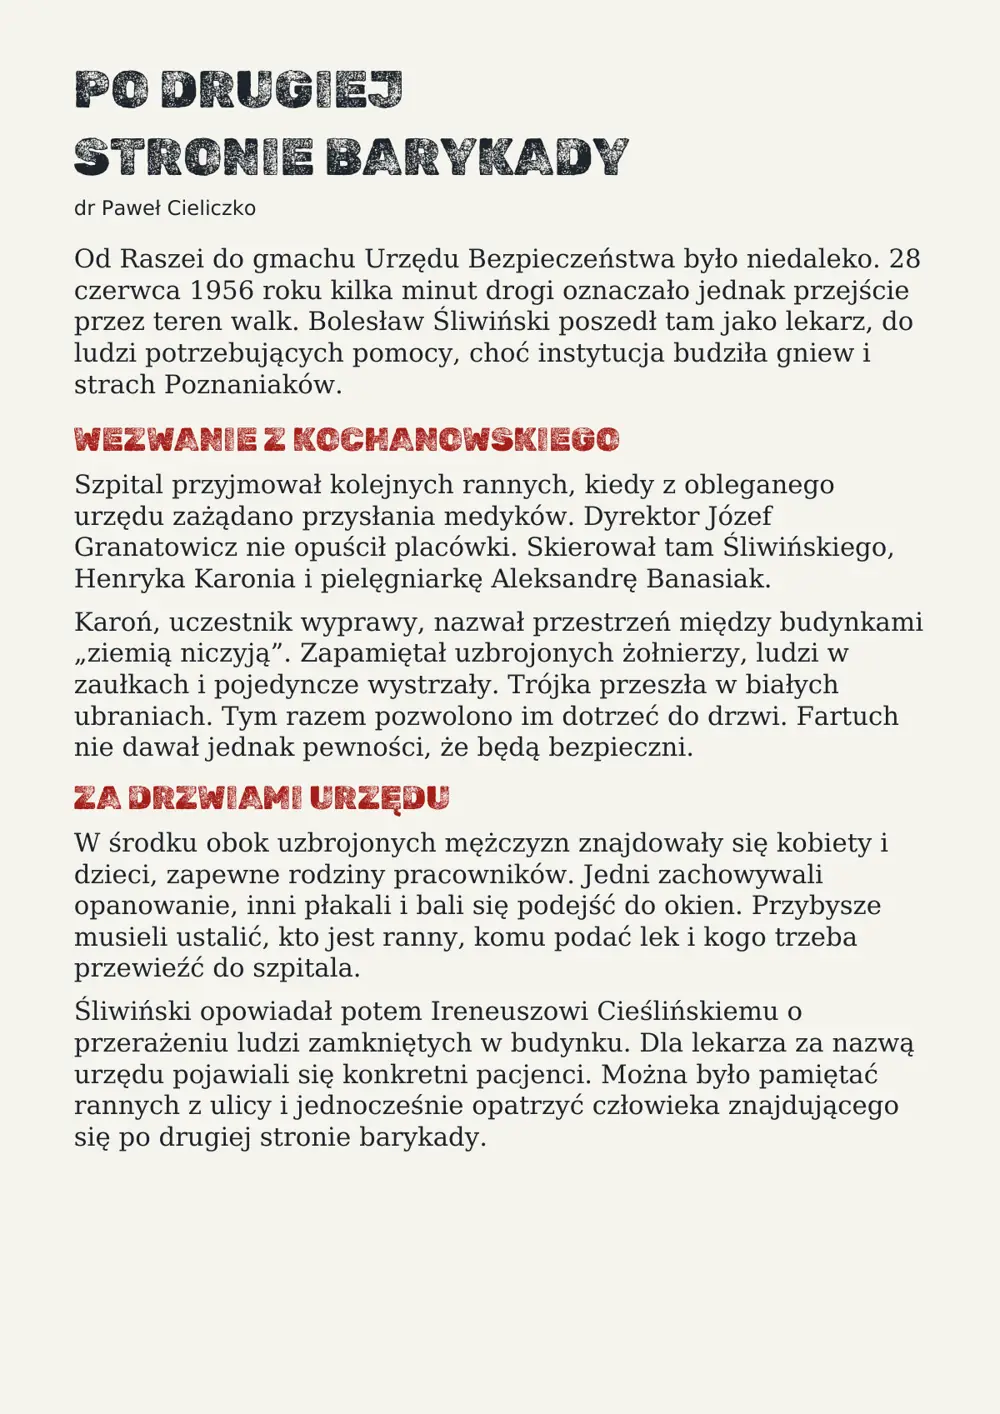 PO DRUGIEJ
STRONIE BARYKADY
dr Paweł Cieliczko
Od Raszei do gmachu Urzędu Bezpieczeństwa było niedaleko. 28
czerwca 1956 roku kilka minut drogi oznaczało jednak przejście
przez teren walk. Bolesław Śliwiński poszedł tam jako lekarz, do
ludzi potrzebujących pomocy, choć instytucja budziła gniew i
strach Poznaniaków.
WEZWANIE Z KOCHANOWSKIEGO
Szpital przyjmował kolejnych rannych, kiedy z obleganego
urzędu zażądano przysłania medyków. Dyrektor Józef
Granatowicz nie opuścił placówki. Skierował tam Śliwińskiego,
Henryka Karonia i pielęgniarkę Aleksandrę Banasiak.
Karoń, uczestnik wyprawy, nazwał przestrzeń między budynkami
„ziemią niczyją”. Zapamiętał uzbrojonych żołnierzy, ludzi w
zaułkach i pojedyncze wystrzały. Trójka przeszła w białych
ubraniach. Tym razem pozwolono im dotrzeć do drzwi. Fartuch
nie dawał jednak pewności, że będą bezpieczni.
ZA DRZWIAMI URZĘDU
W środku obok uzbrojonych mężczyzn znajdowały się kobiety i
dzieci, zapewne rodziny pracowników. Jedni zachowywali
opanowanie, inni płakali i bali się podejść do okien. Przybysze
musieli ustalić, kto jest ranny, komu podać lek i kogo trzeba
przewieźć do szpitala.
Śliwiński opowiadał potem Ireneuszowi Cieślińskiemu o
przerażeniu ludzi zamkniętych w budynku. Dla lekarza za nazwą
urzędu pojawiali się konkretni pacjenci. Można było pamiętać
rannych z ulicy i jednocześnie opatrzyć człowieka znajdującego
się po drugiej stronie barykady.